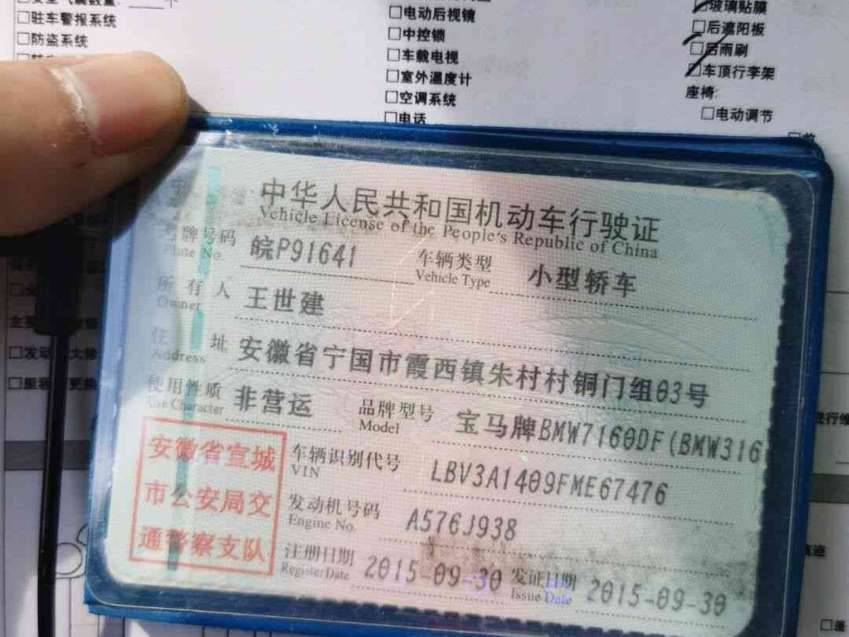 驻车警报系统
□防盗系统
□电动后视镜
□中控锁
□车载电视
□室外温度计
□空调系统
□电话
玻璃贴膜
□后遮阳板
□后雨刷
□车顶行李架
座椅:
□电动调节
中华人民共和国机动车行驶证
Vehicle License of the People's Republic of China
号牌号码 皖P91641 车辆类型 小型轿车
Plate No. Vehicle Type
所有人 王世建
Owner
住址 安徽省宁国市霞西镇朱村村铜门组03号
Address
使用性质 非营运 品牌型号 宝马牌BMW7160DF(BMW316
Use Character Model
安徽省宣城
市公安局交
通警察支队
车辆识别代号 LBV3A1409FME67476
VIN
发动机号码 A576J938
Engine No.
注册日期 2015-09-30 发证日期 2015-09-30
Register Date Issue Date